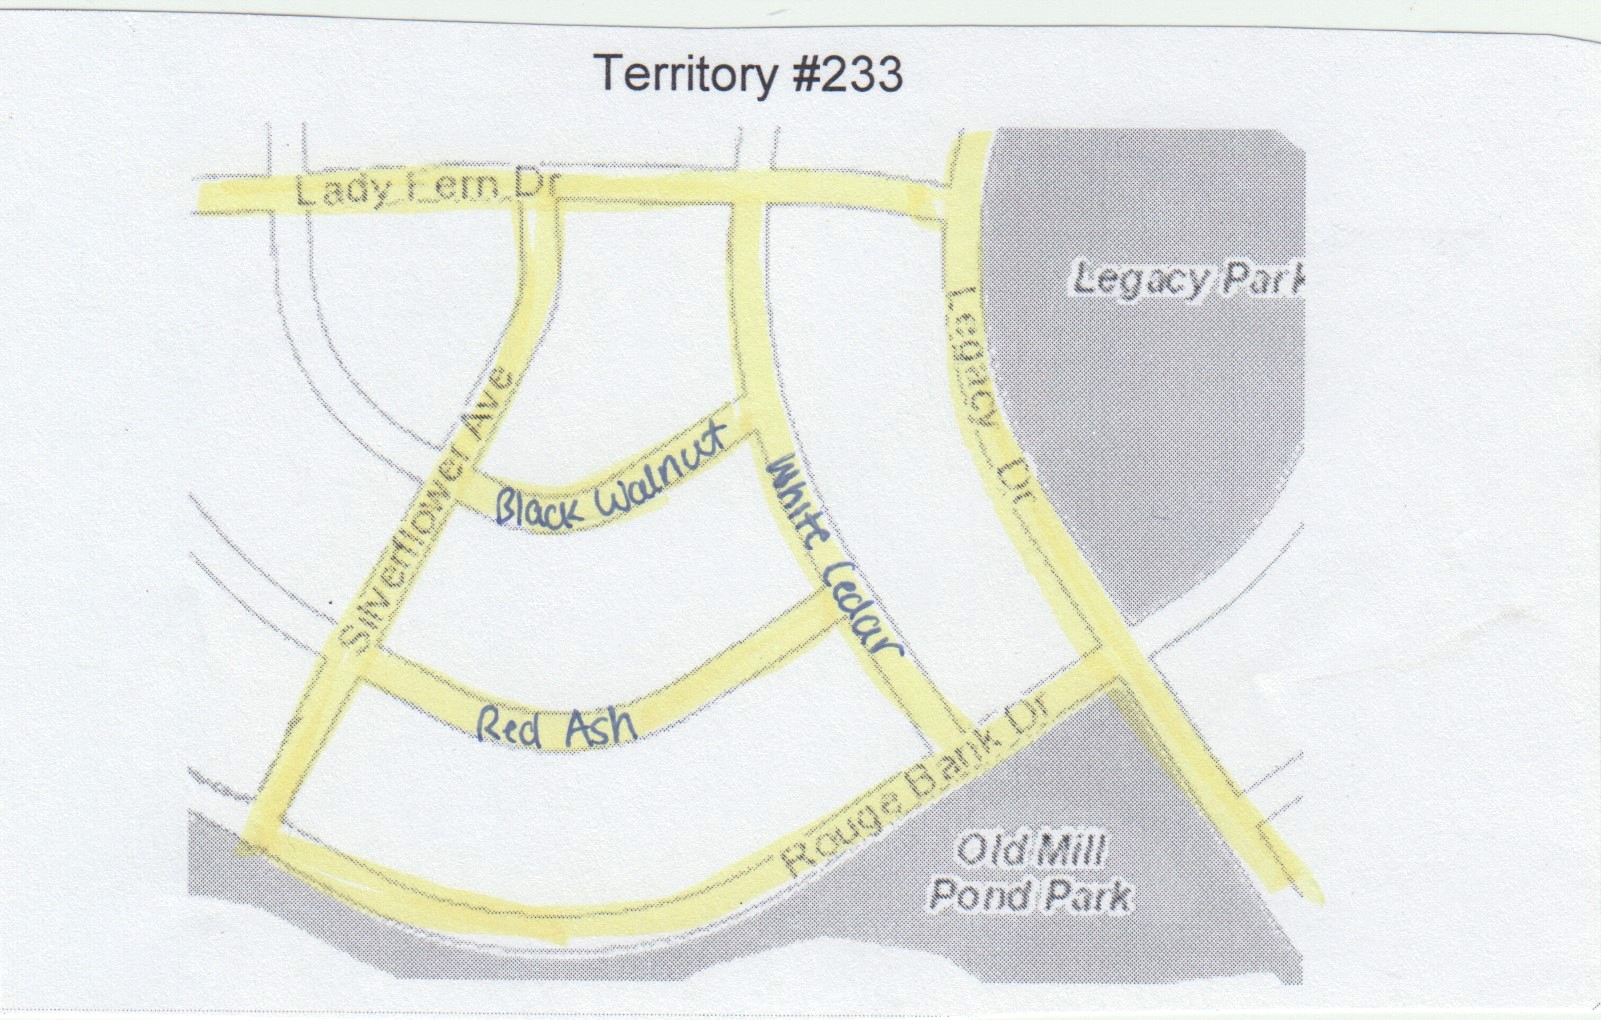 Territory #233
Lady Fern Dr
Legacy Park
Legacy Dr
Silverflower Ave
Black Walnut
White Cedar
Red Ash
Rouge Bank Dr
Old Mill
Pond Park